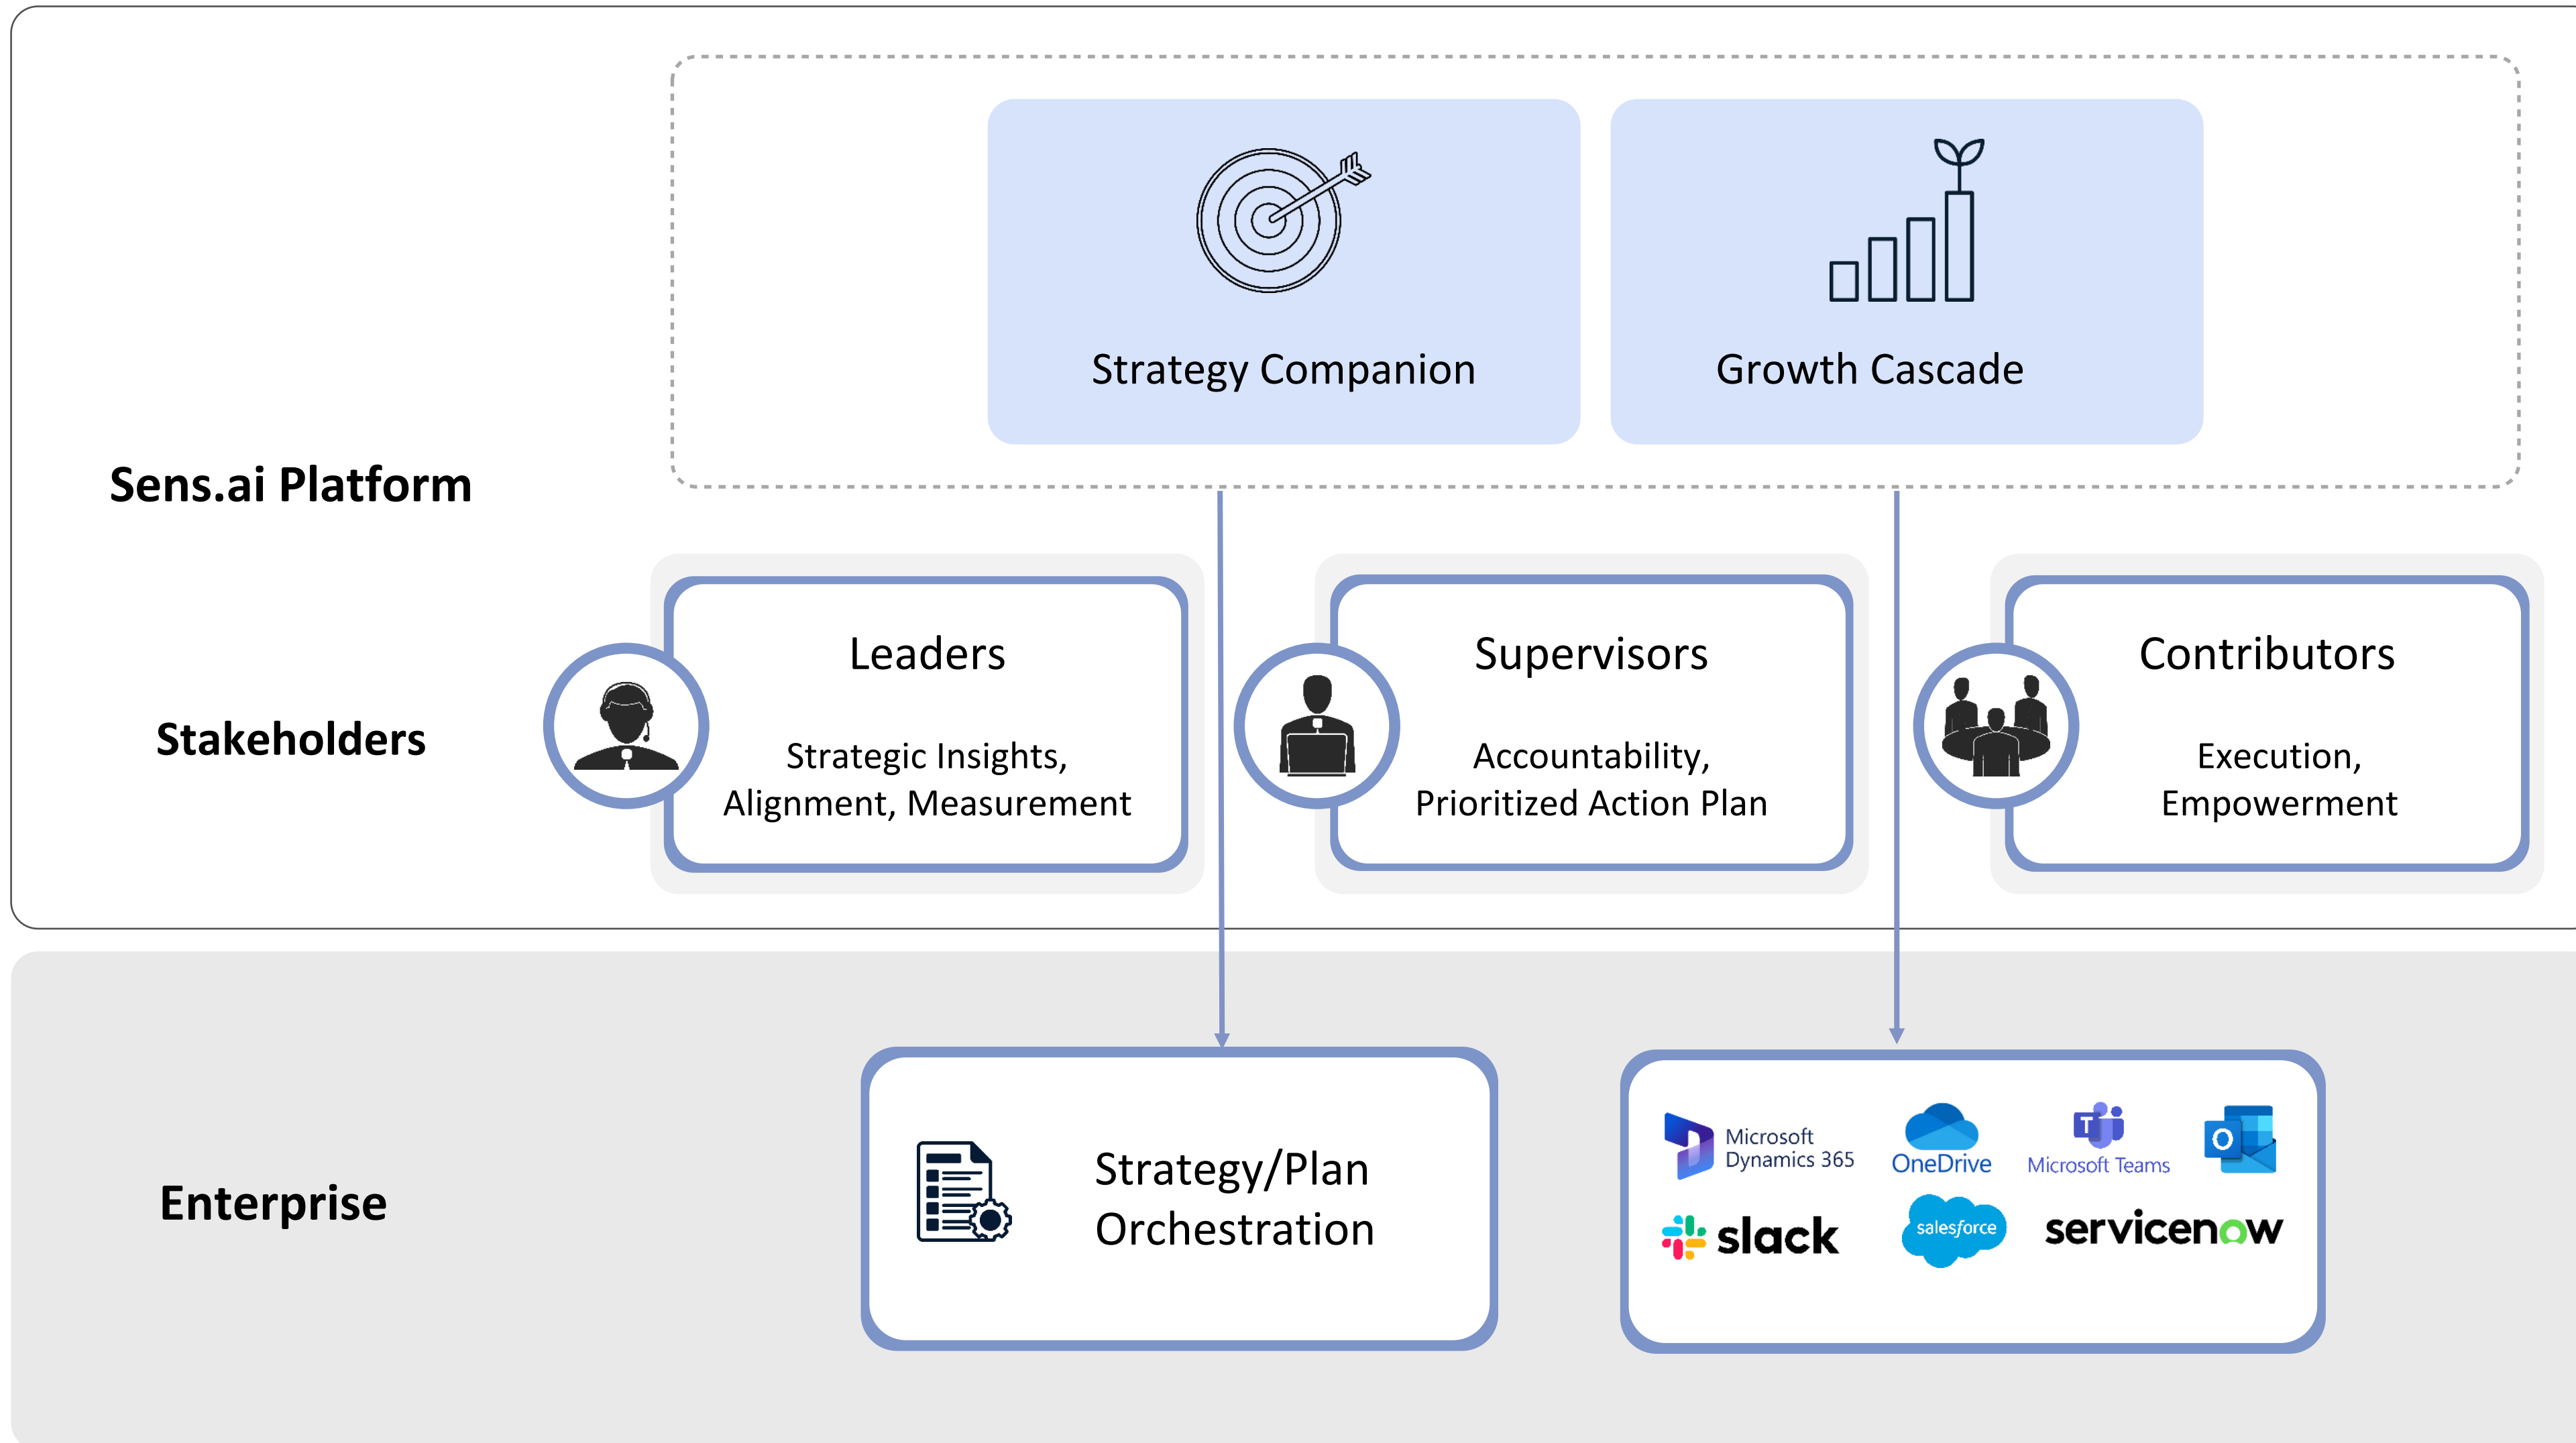 Strategy Companion
Growth Cascade
Sens.ai Platform
Stakeholders
Leaders
Strategic Insights,
Alignment, Measurement
Supervisors
Accountability,
Prioritized Action Plan
Contributors
Execution,
Empowerment
Enterprise
Strategy/Plan
Orchestration
Microsoft
Dynamics 365
OneDrive
T
Microsoft Teams
O
slack
salesforce
servicenow